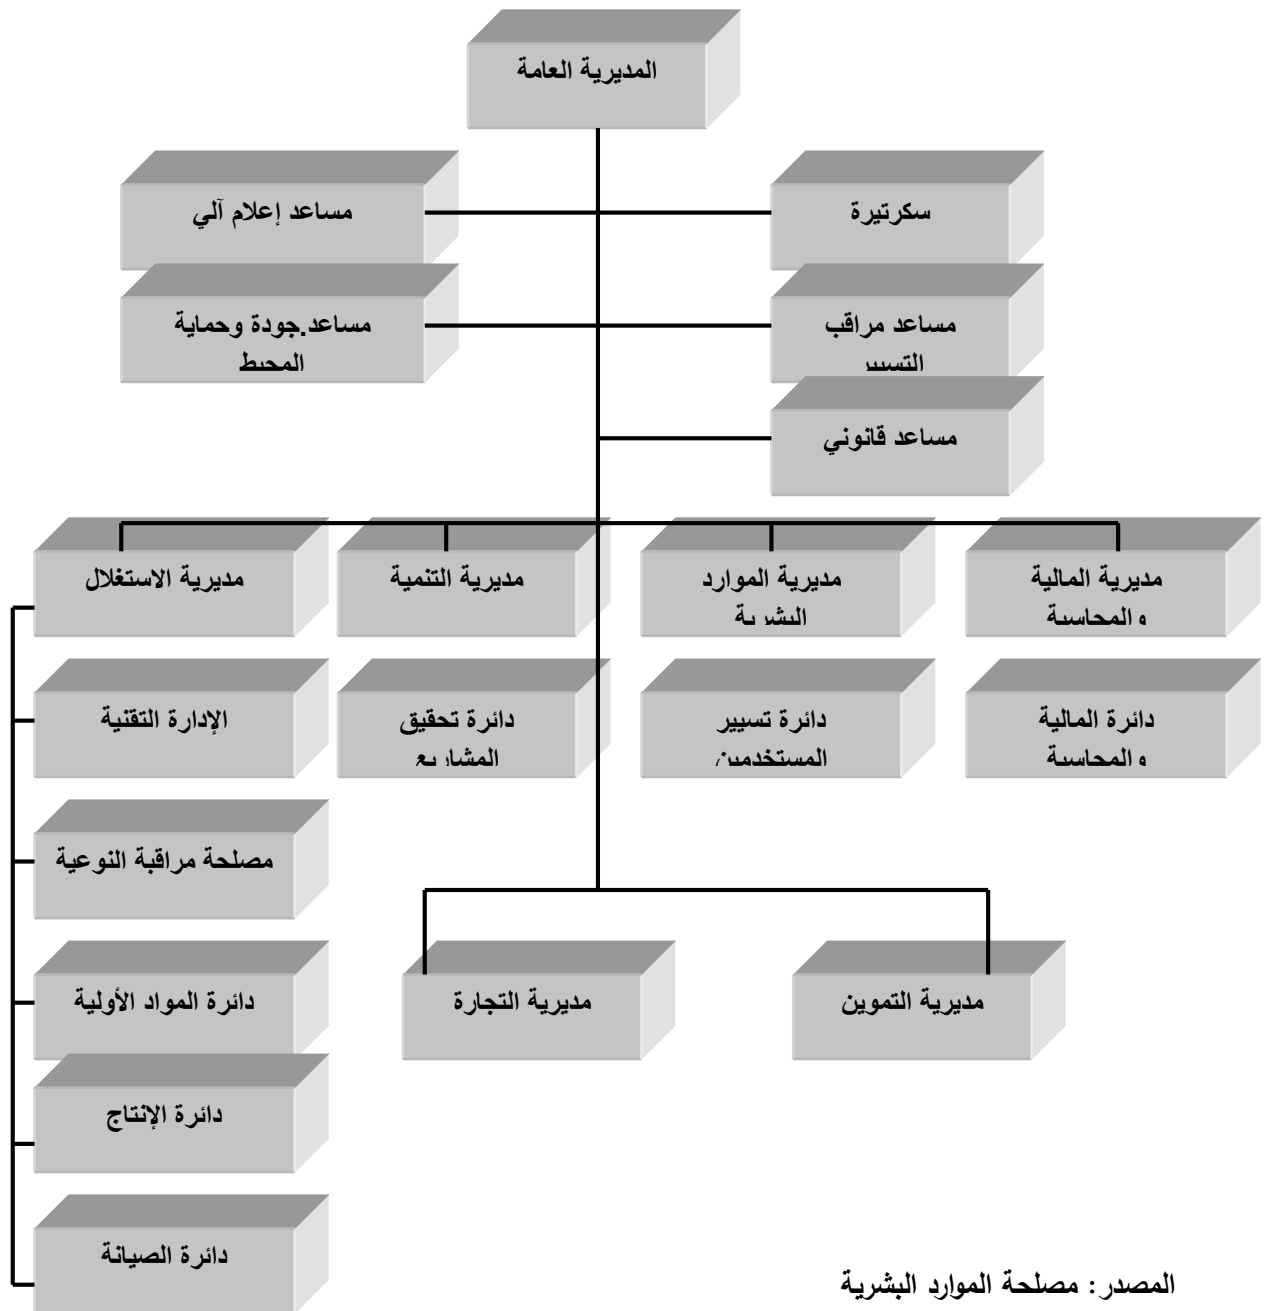 المديرية العامة
سكرتيرة
مساعد إعلام آلي
مساعد مراقب
التسيير
مساعد.جودة وحماية
المحيط
مساعد قانوني
مديرية المالية
والمحاسبة
مديرية الموارد
البشرية
مديرية التنمية
مديرية الاستغلال
دائرة المالية
والمحاسبة
دائرة تسيير
المستخدمين
دائرة تحقيق
المشاريع
الإدارة التقنية
مصلحة مراقبة النوعية
مديرية التموين
مديرية التجارة
دائرة المواد الأولية
دائرة الإنتاج
دائرة الصيانة
المصدر: مصلحة الموارد البشرية